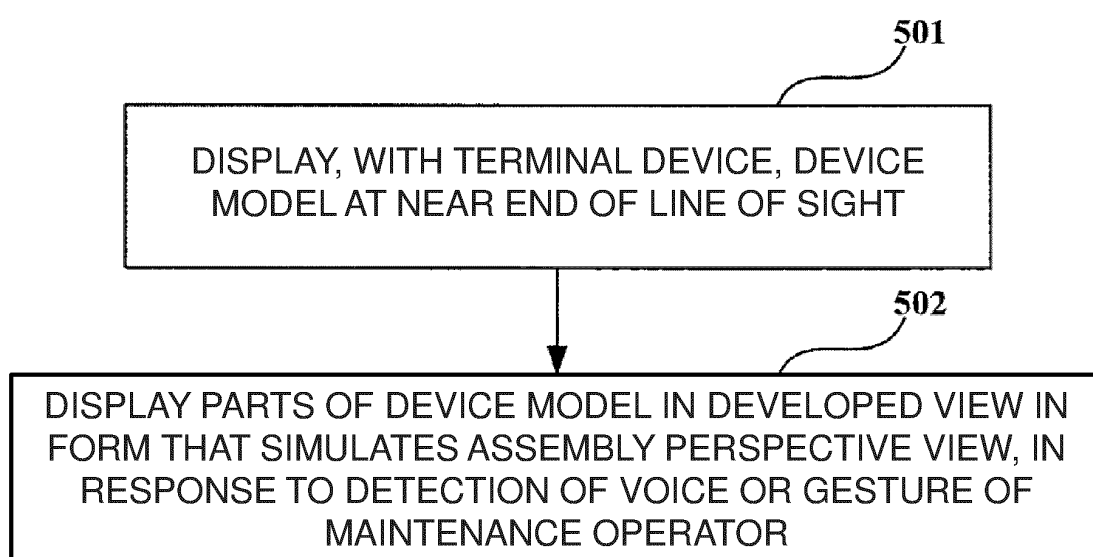 501
DISPLAY, WITH TERMINAL DEVICE, DEVICE
MODEL AT NEAR END OF LINE OF SIGHT
502
DISPLAY PARTS OF DEVICE MODEL IN DEVELOPED VIEW IN
FORM THAT SIMULATES ASSEMBLY PERSPECTIVE VIEW, IN
RESPONSE TO DETECTION OF VOICE OR GESTURE OF
MAINTENANCE OPERATOR